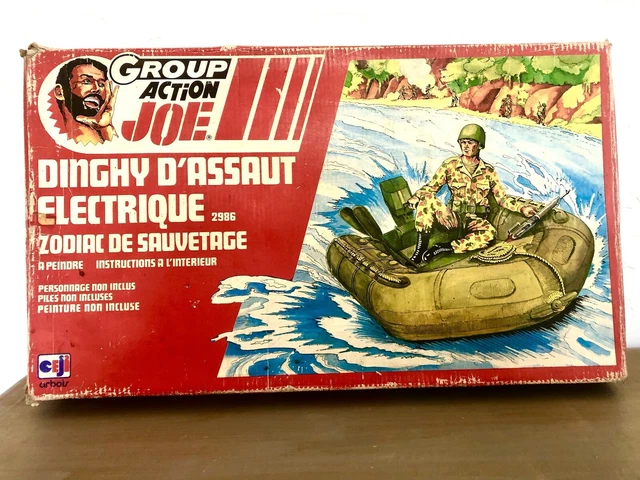 GROUP
ACTION
JOE®
DINGHY D'ASSAUT
ELECTRIQUE 2986
ZODIAC DE SAUVETAGE
A PEINDRE INSTRUCTIONS A L'INTERIEUR
PERSONNAGE NON INCLUS
PILES NON INCLUSES
PEINTURE NON INCLUSE
CEJ
arbois